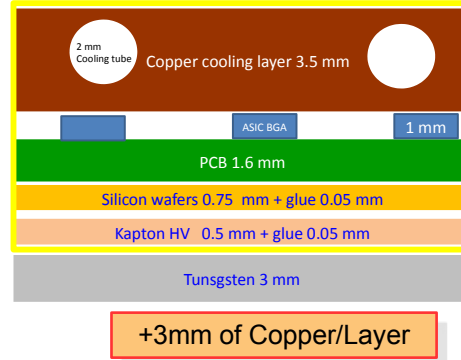 2 mm
Cooling tube
Copper cooling layer 3.5 mm
ASIC BGA
1 mm
PCB 1.6 mm
Silicon wafers 0.75 mm + glue 0.05 mm
Kapton HV 0.5 mm + glue 0.05 mm
Tunsgsten 3 mm
+3mm of Copper/Layer